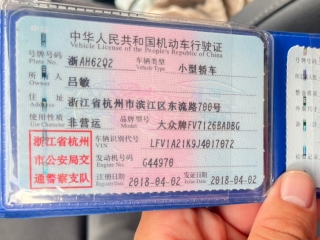 中华人民共和国机动车行驶证
Vehicle License of the People's Republic of China
号牌号码 浙AH62Q2 车辆类型 小型轿车
Plate No. Vehicle Type
所有人 吕敏
Owner
住址 浙江省杭州市滨江区东流路700号
Address
使用性质 非营运 品牌型号 大众牌FV7126BADBG
Use Character Model
浙江省杭州
市公安局交
通警察支队
车辆识别代号 LFV1A21K9J4017072
VIN
发动机号码 G44970
Engine No.
注册日期 2018-04-02 发证日期 2018-04-02
Register Date Issue Date